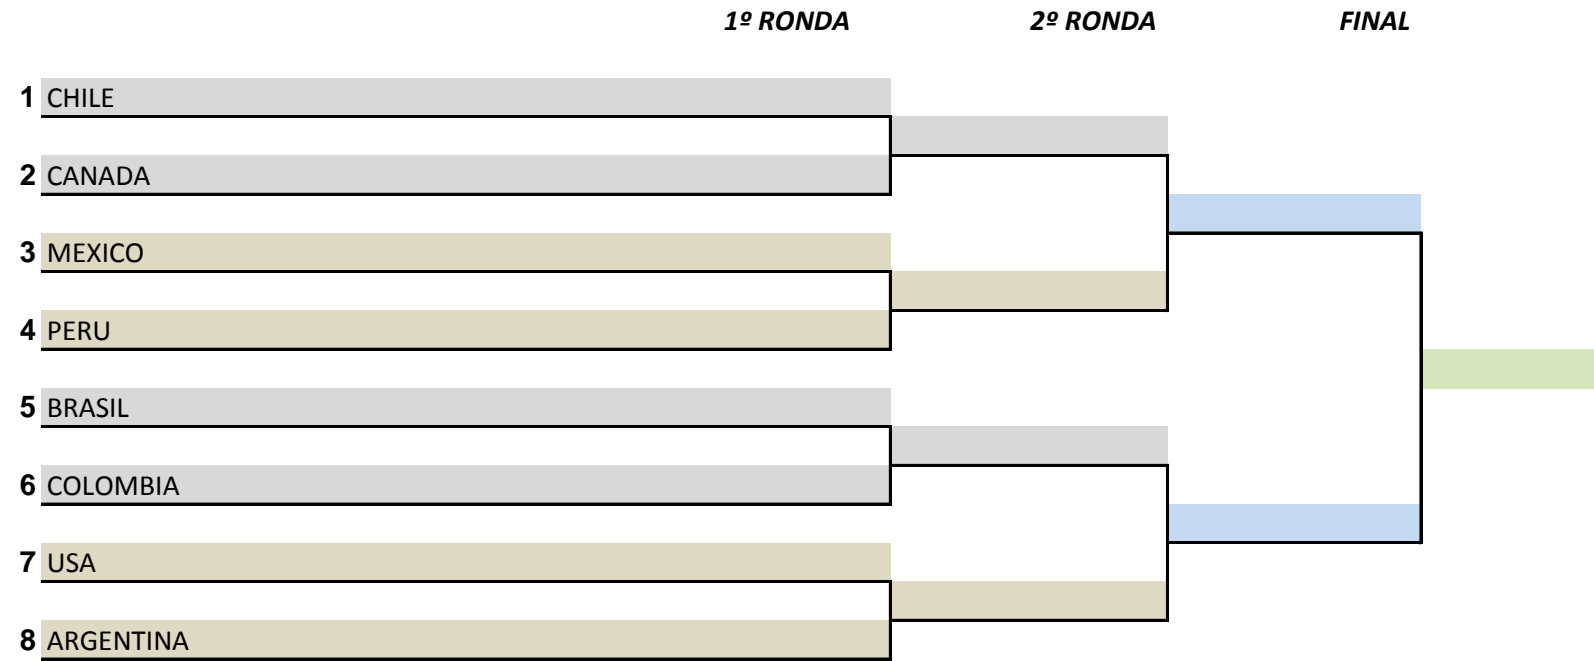 1º RONDA 2º RONDA FINAL
1 CHILE
2 CANADA
3 MEXICO
4 PERU
5 BRASIL
6 COLOMBIA
7 USA
8 ARGENTINA